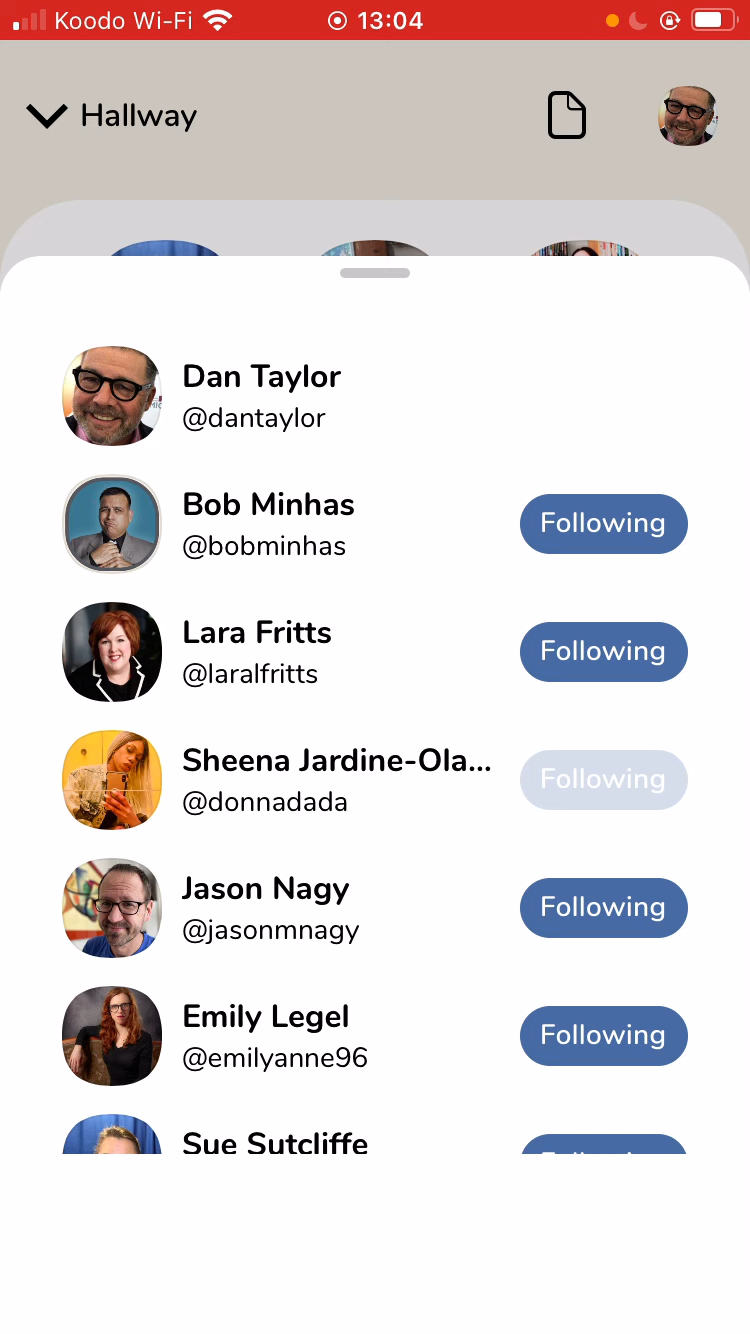 Koodo Wi-Fi 13:04
Hallway
Dan Taylor
@dantaylor
Bob Minhas
@bobminhas
Following
Lara Fritts
@laralfritts
Following
Sheena Jardine-Ola...
@donnadada
Following
Jason Nagy
@jasonmnagy
Following
Emily Legel
@emilyanne96
Following
Sue Sutcliffe